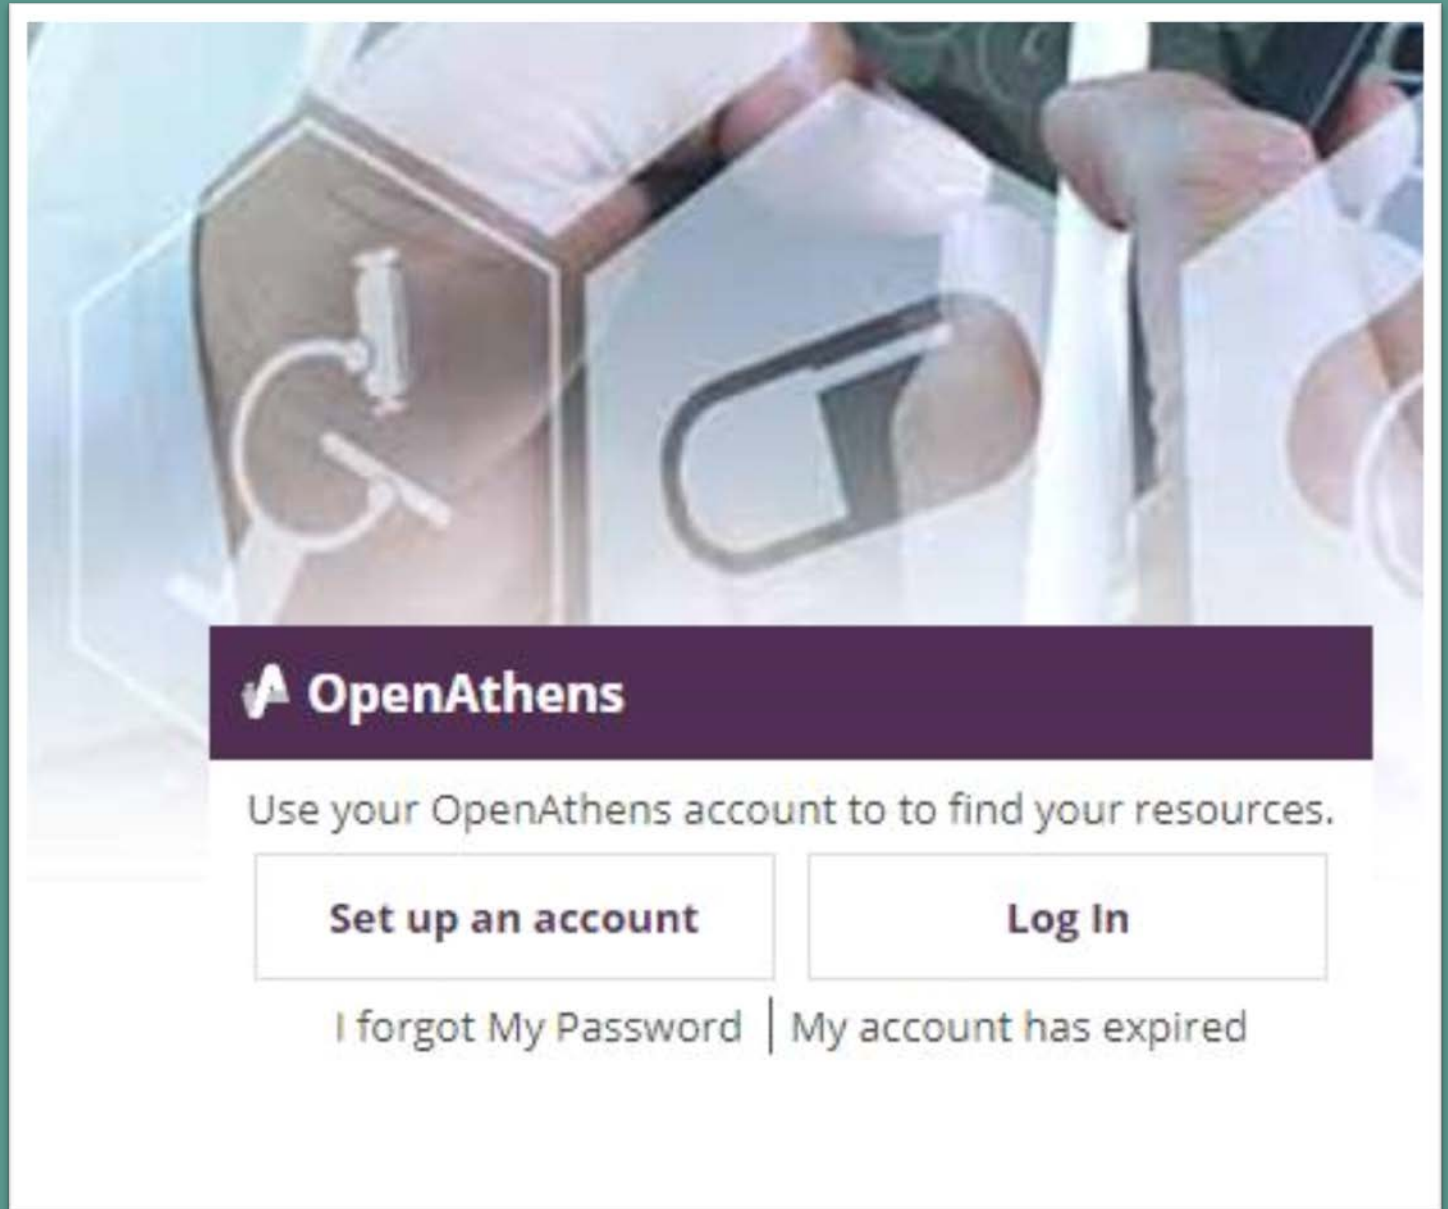 OpenAthens
Use your OpenAthens account to to find your resources.
Set up an account
Log In
I forgot My Password | My account has expired